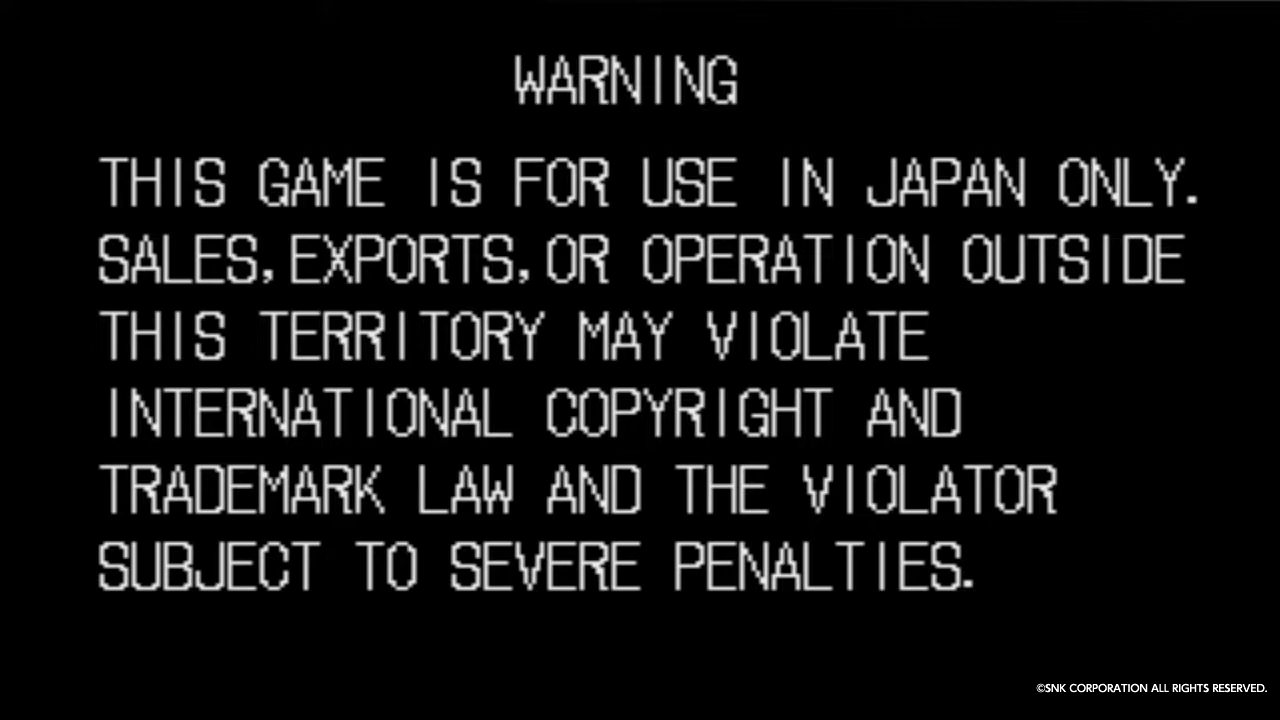 WARNING
THIS GAME IS FOR USE IN JAPAN ONLY.
SALES,EXPORTS,OR OPERATION OUTSIDE
THIS TERRITORY MAY VIOLATE
INTERNATIONAL COPYRIGHT AND
TRADEMARK LAW AND THE VIOLATOR
SUBJECT TO SEVERE PENALTIES.
©SNK CORPORATION ALL RIGHTS RESERVED.